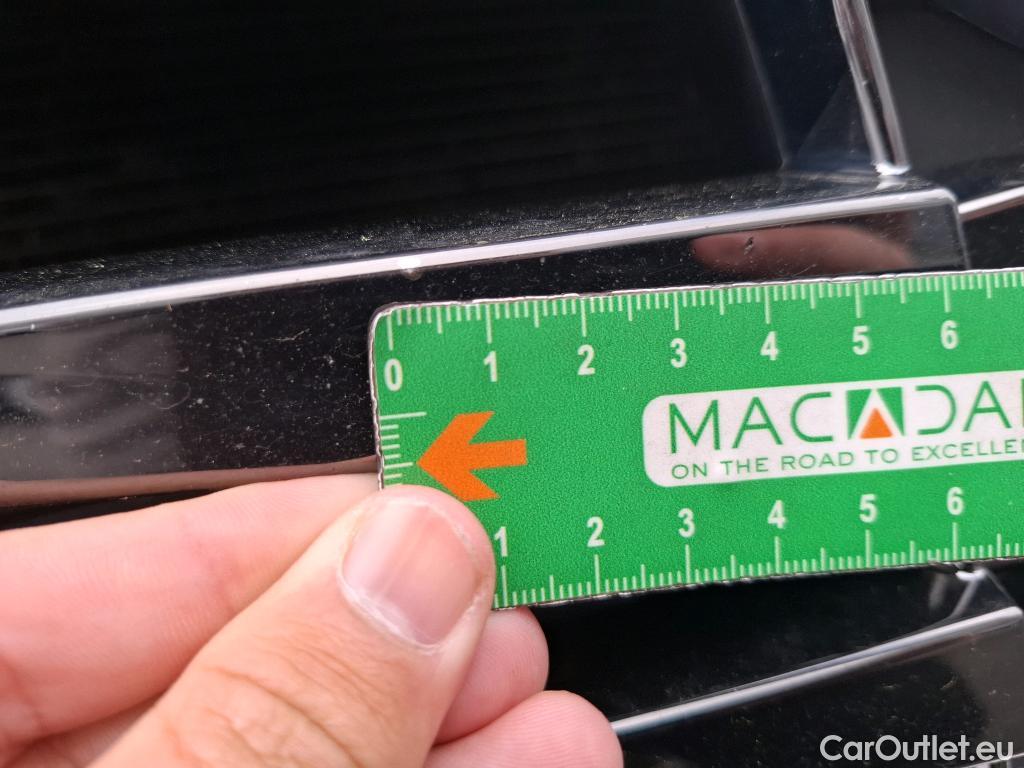 0 1 2 3 4 5 6
MACADA
ON THE ROAD TO EXCELLE
1 2 3 4 5 6
CarOutlet.eu